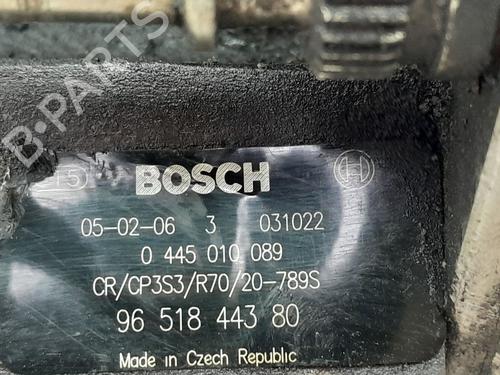 B-PARTS
15 BOSCH
05-02-06 3 031022
0 445 010 089
CR/CP3S3/R70/20-789S
96 518 443 80
Made in Czech Republic